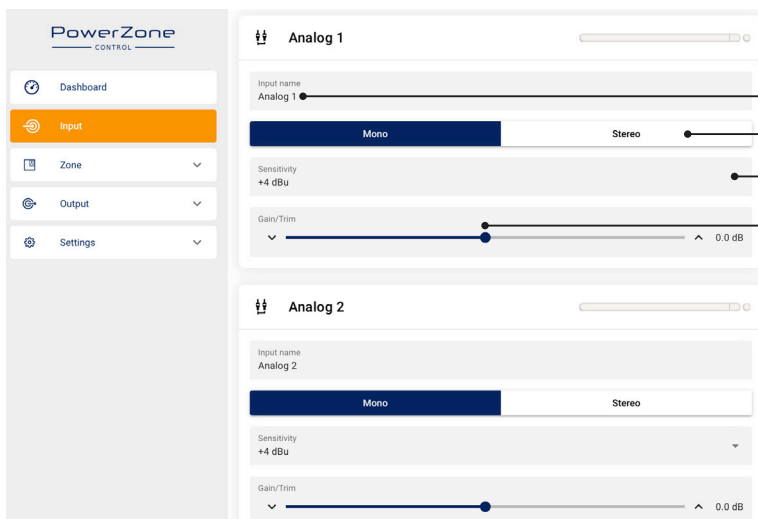 PowerZone
CONTROL
Dashboard
Input
Zone
Output
Settings
Analog 1
Input name
Analog 1
Mono
Stereo
Sensitivity
+4 dBu
Gain/Trim
0.0 dB
Analog 2
Input name
Analog 2
Mono
Stereo
Sensitivity
+4 dBu
Gain/Trim
0.0 dB